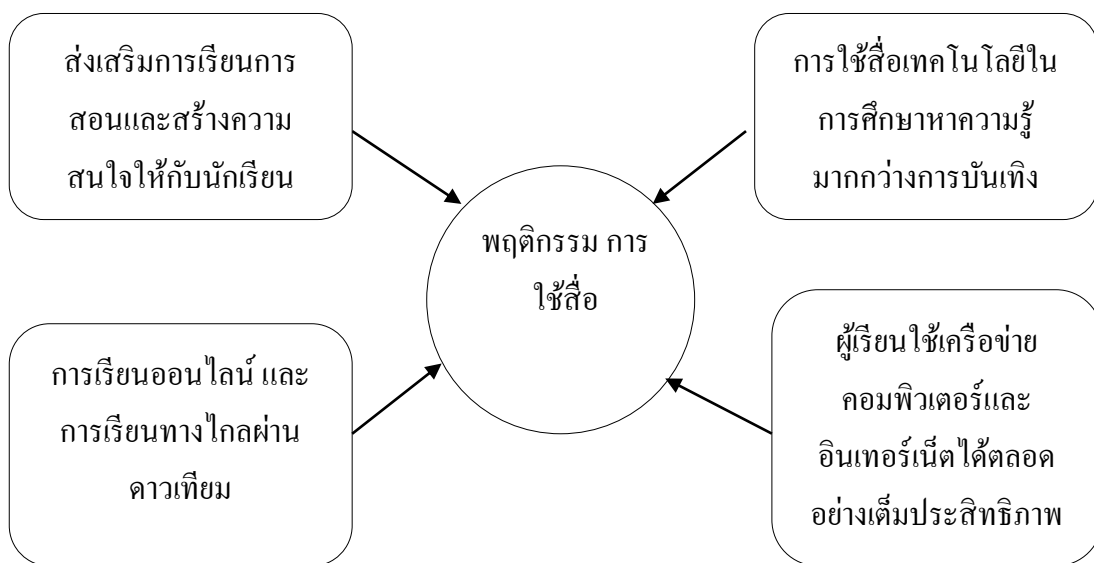 ส่งเสริมการเรียนการ
สอนและสร้างความ
สนใจให้กับนักเรียน
การใช้สื่อเทคโนโลยีใน
การศึกษาหาความรู้
มากกว่างการบันเทิง
พฤติกรรม การ
ใช้สื่อ
การเรียนออนไลน์ และ
การเรียนทางไกลผ่าน
ดาวเทียม
ผู้เรียนใช้เครือข่าย
คอมพิวเตอร์และ
อินเทอร์เน็ตได้ตลอด
อย่างเต็มประสิทธิภาพ